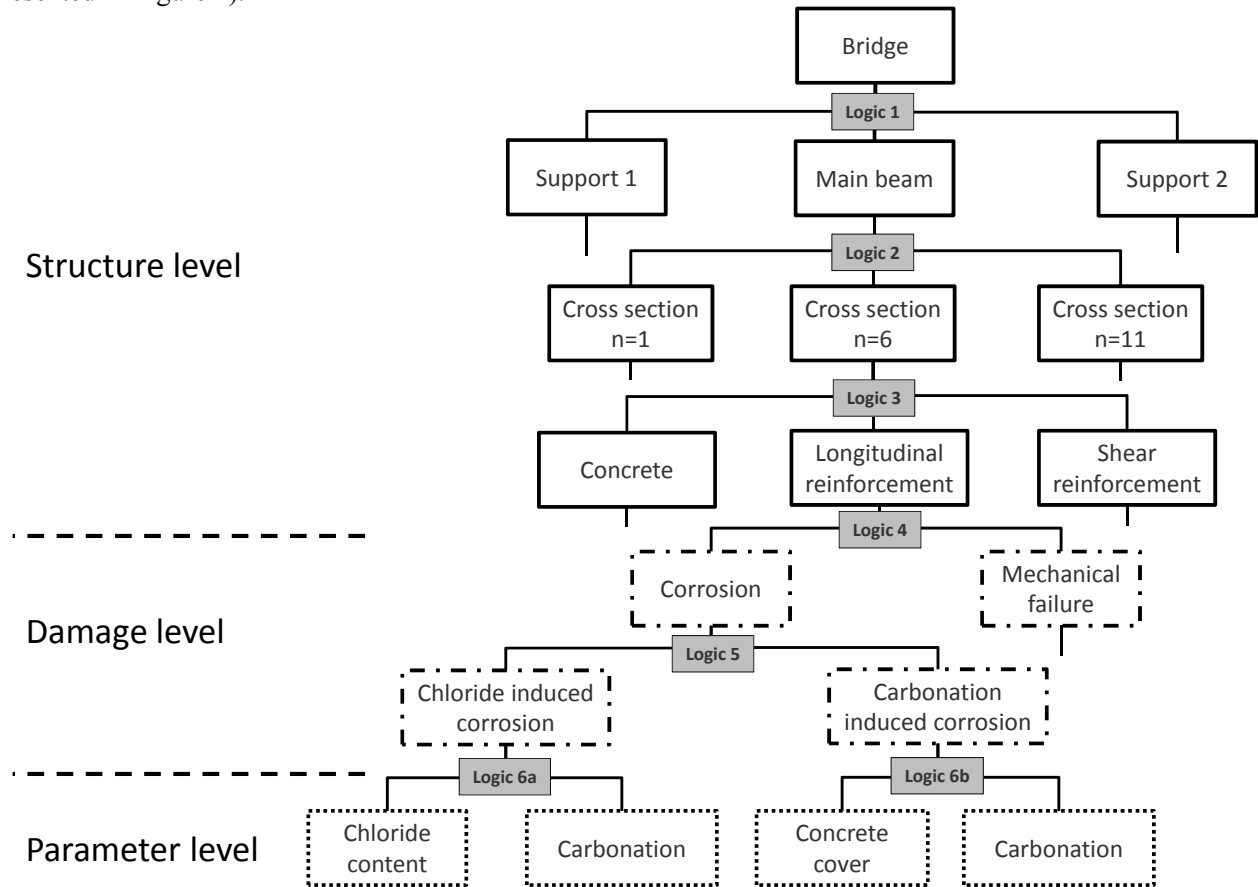 Bridge
Logic 1
Support 1
Main beam
Support 2
Structure level
Logic 2
Cross section
n=1
Cross section
n=6
Cross section
n=11
Logic 3
Concrete
Longitudinal
reinforcement
Shear
reinforcement
Logic 4
Corrosion
Mechanical
failure
Damage level
Logic 5
Chloride induced
corrosion
Carbonation
induced corrosion
Logic 6a
Logic 6b
Parameter level
Chloride
content
Carbonation
Concrete
cover
Carbonation